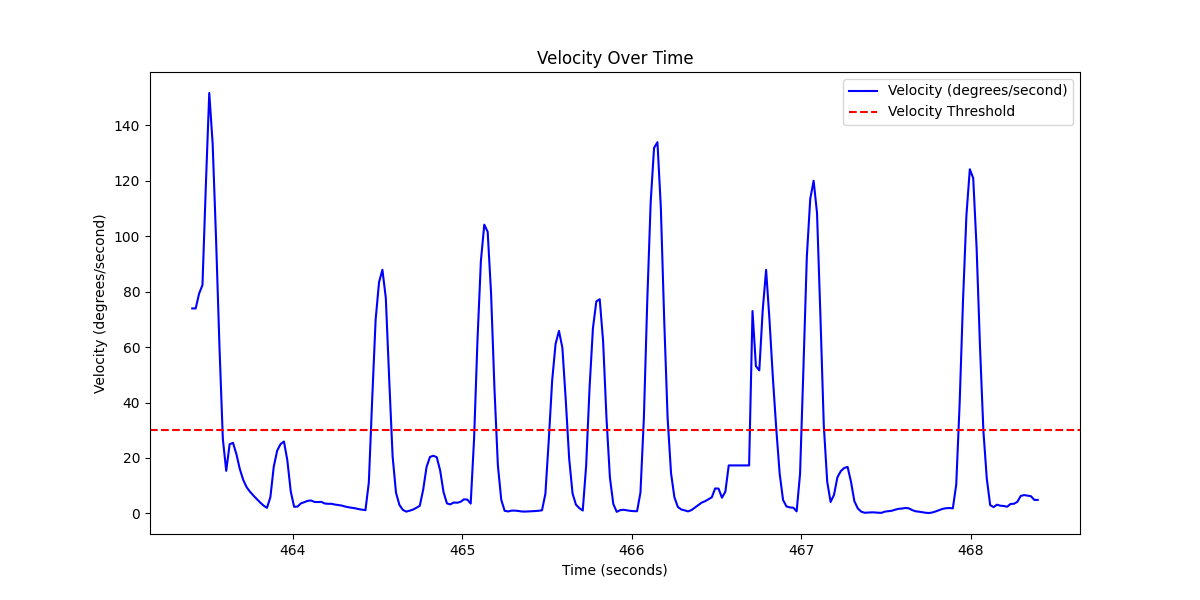 Velocity Over Time
Velocity (degrees/second)
Velocity Threshold
Velocity (degrees/second)
140
120
100
80
60
40
20
0
464 465 466 467 468
Time (seconds)